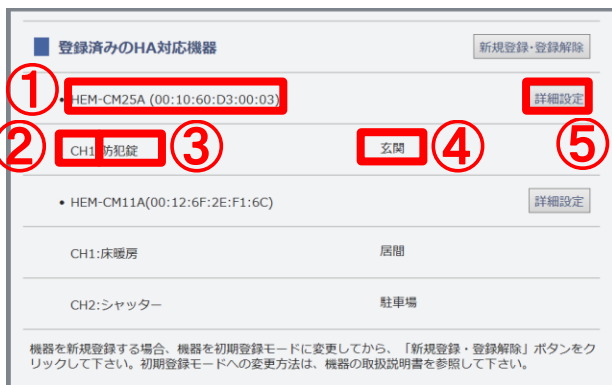 登録済みのHA対応機器 新規登録・登録解除
① • HEM-CM25A (00:10:60:D3:00:03) 詳細設定 ⑤
② CH1:防犯錠 ③ 玄関 ④
• HEM-CM11A(00:12:6F:2E:F1:6C) 詳細設定
CH1:床暖房 居間
CH2:シャッター 駐車場
機器を新規登録する場合、機器を初期登録モードに変更してから、「新規登録・登録解除」ボタンをク
リックして下さい。初期登録モードへの変更方法は、機器の取扱説明書を参照して下さい。